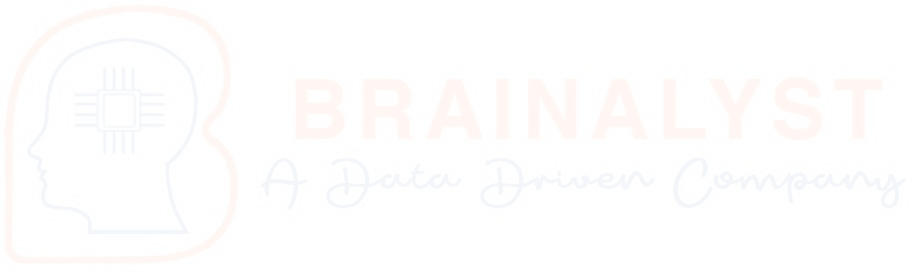 BRAINALYST
A Data Driven Company